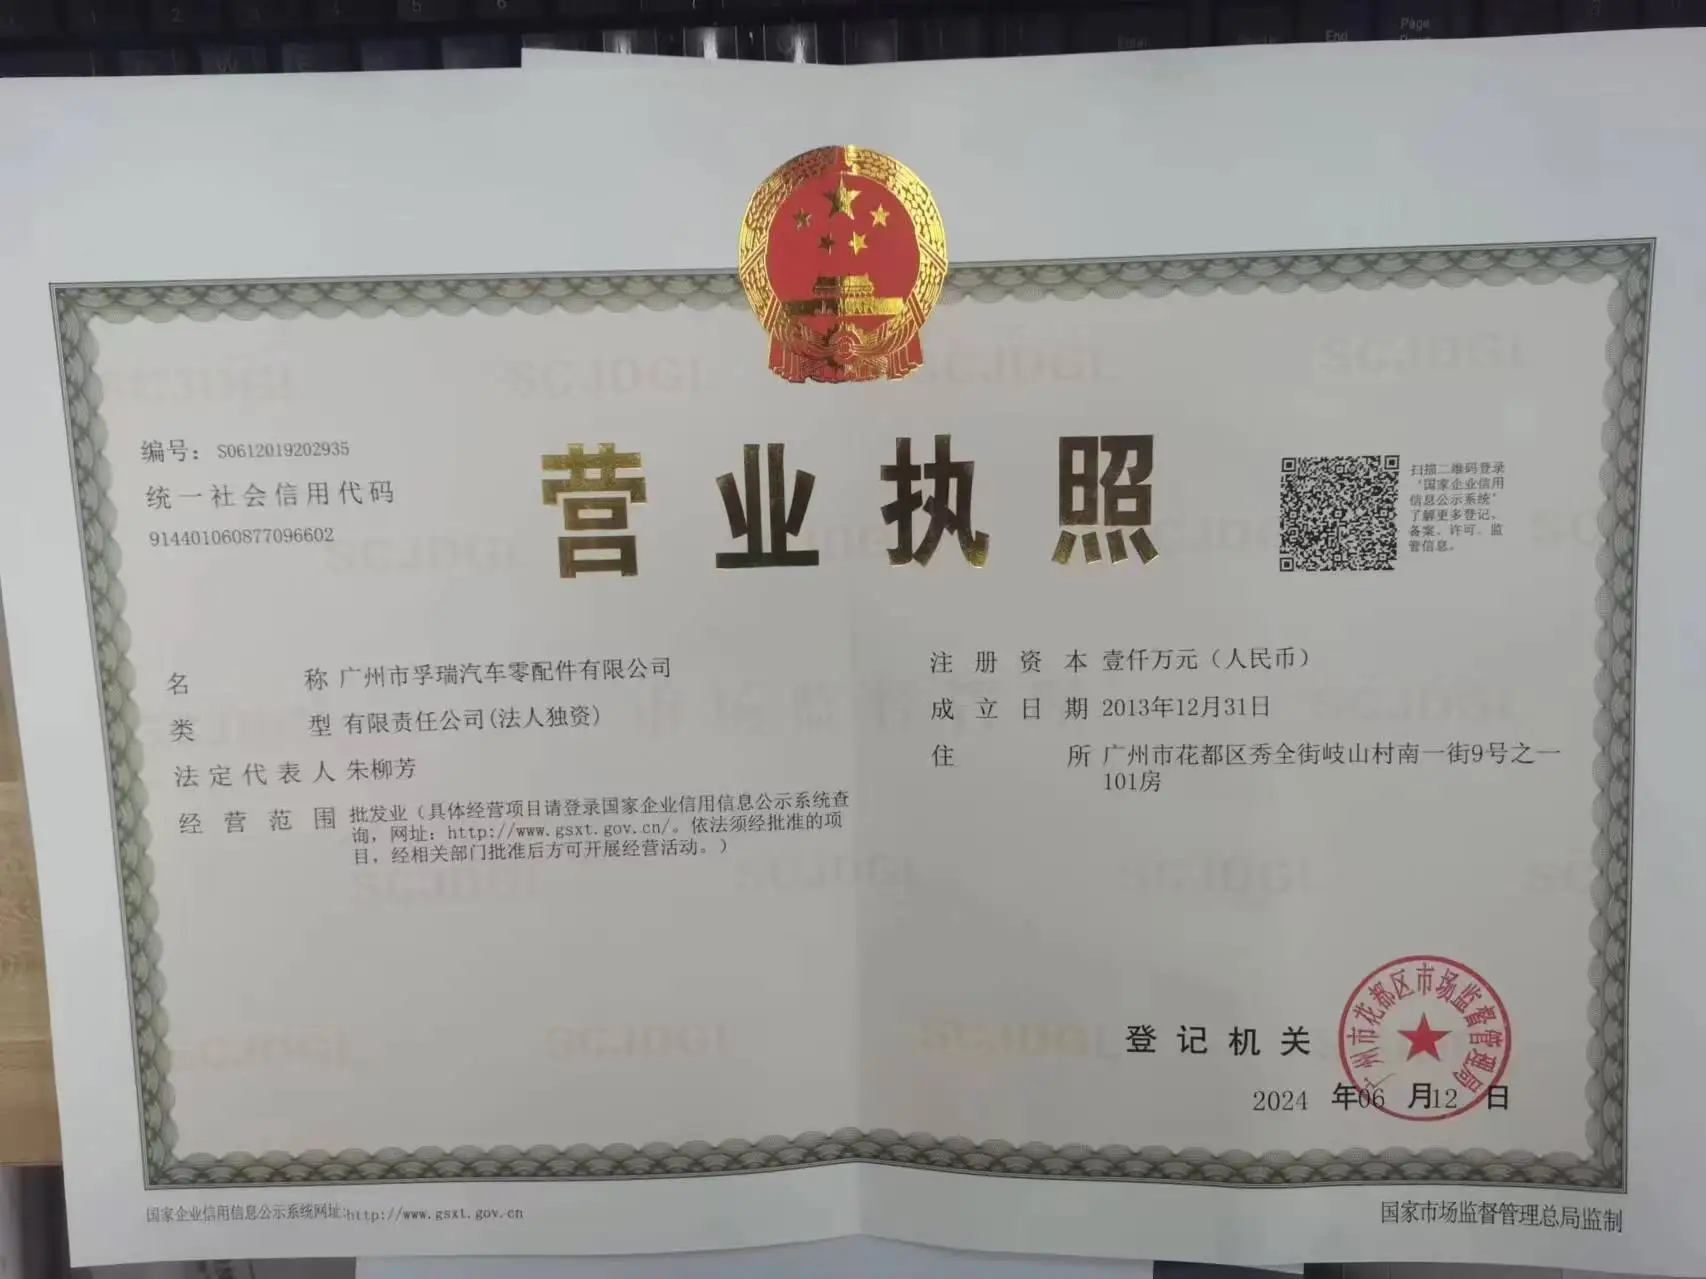 编号： S0612019202935
统一社会信用代码
914401060877096602
营业执照
扫描二维码登录
‘国家企业信用
信息公示系统’
了解更多登记、
备案、许可、监
管信息。
名称 广州市孚瑞汽车零配件有限公司
类型 有限责任公司(法人独资)
法定代表人 朱柳芳
经营范围 批发业（具体经营项目请登录国家企业信用信息公示系统查
询，网址：http://www.gsxt.gov.cn/。依法须经批准的项
目，经相关部门批准后方可开展经营活动。）
注册资本 壹仟万元（人民币）
成立日期 2013年12月31日
住所 广州市花都区秀全街岐山村南一街9号之一
101房
登记机关
广州市花都区市场监督管理局
2024 年06 月12 日
国家企业信用信息公示系统网址:http://www.gsxt.gov.cn
国家市场监督管理总局监制
SCJDGL